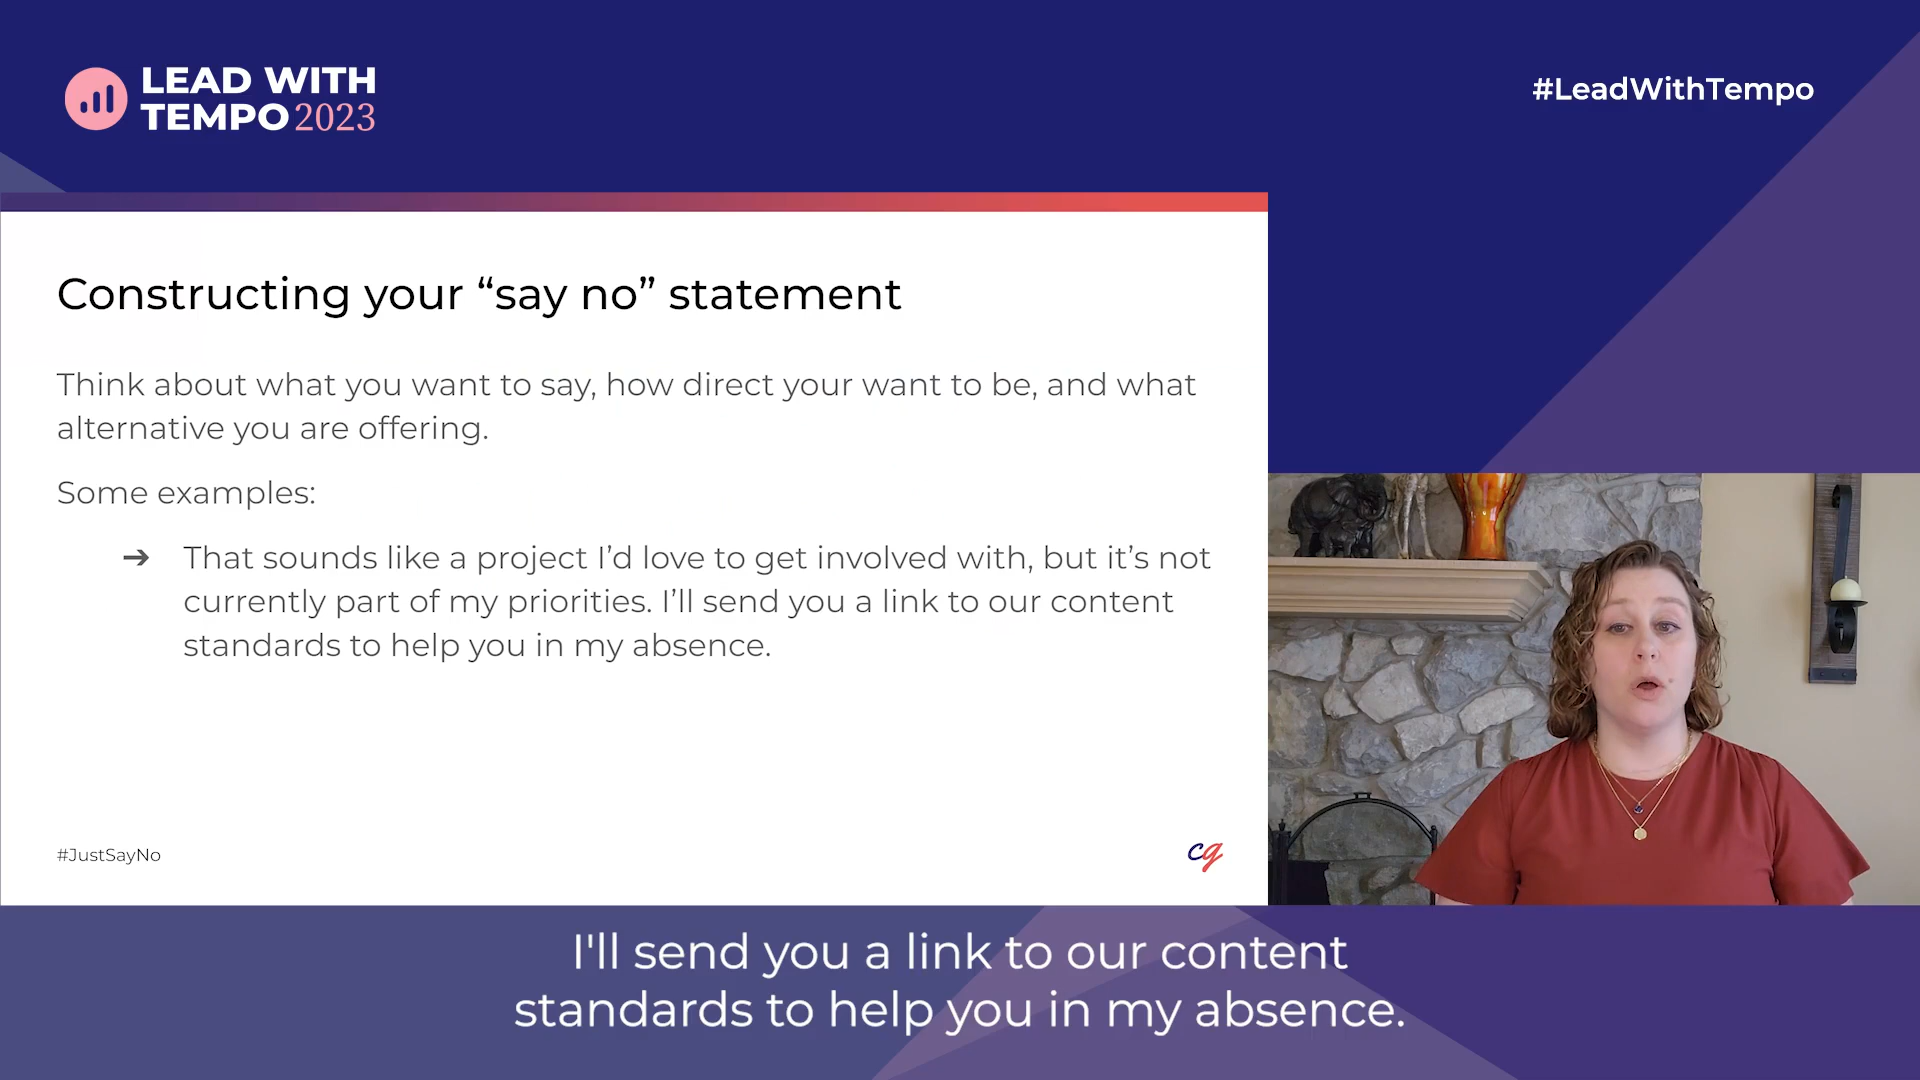 LEAD WITH
TEMPO 2023
#LeadWithTempo
Constructing your “say no” statement
Think about what you want to say, how direct your want to be, and what
alternative you are offering.
Some examples:
➔ That sounds like a project I’d love to get involved with, but it’s not
currently part of my priorities. I’ll send you a link to our content
standards to help you in my absence.
#JustSayNo
cg
I'll send you a link to our content
standards to help you in my absence.